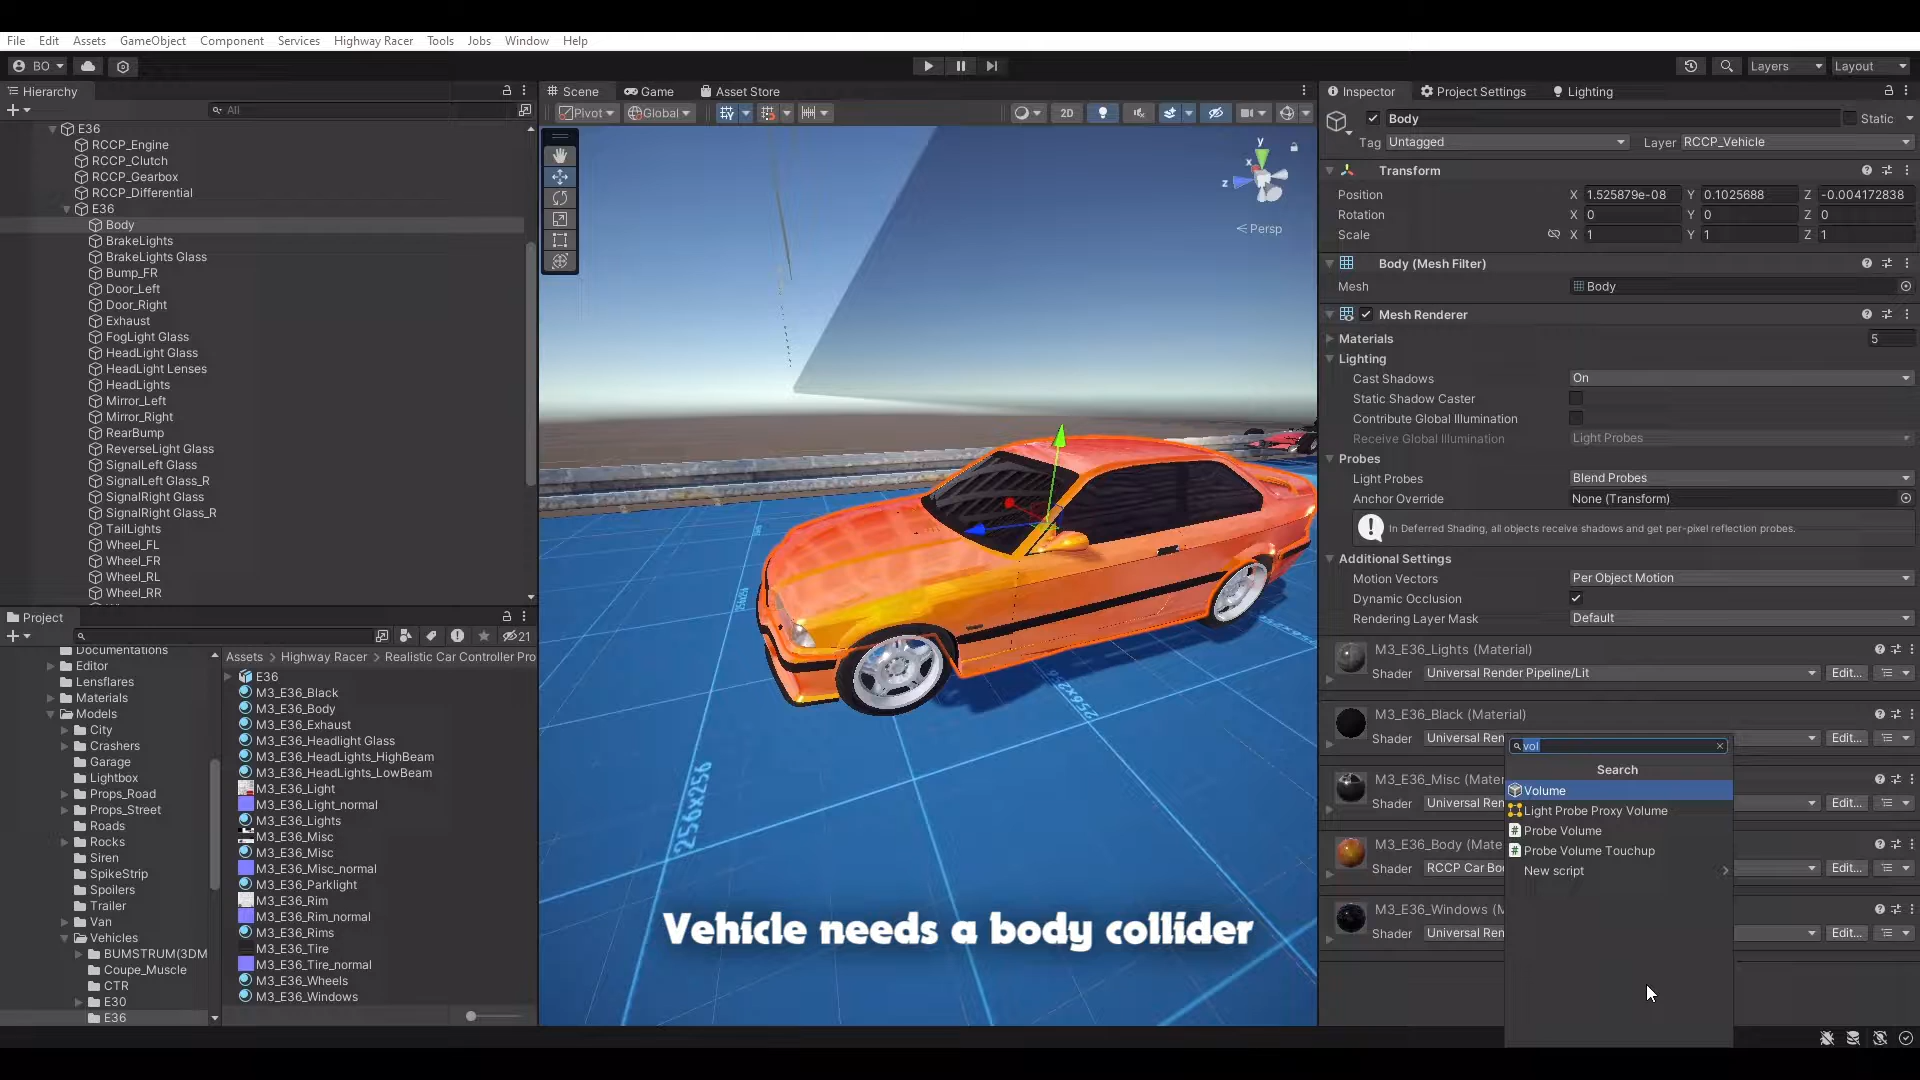 File Edit Assets GameObject Component Services Highway Racer Tools Jobs Window Help
BO Layers Layout
Hierarchy
All
E36
RCCP_Engine
RCCP_Clutch
RCCP_Gearbox
RCCP_Differential
E36
Body
BrakeLights
BrakeLights Glass
Bump_FR
Door_Left
Door_Right
Exhaust
FogLight Glass
HeadLight Glass
HeadLight Lenses
HeadLights
Mirror_Left
Mirror_Right
RearBump
ReverseLight Glass
SignalLeft Glass
SignalLeft Glass_R
SignalRight Glass
SignalRight Glass_R
TailLights
Wheel_FL
Wheel_FR
Wheel_RL
Wheel_RR
Scene Game Asset Store
Pivot Global 2D
y
x
z
Persp
256x256
256x256
Vehicle needs a body collider
Project
21
Documentations
Editor
Lensflares
Materials
Models
City
Crashers
Garage
Lightbox
Props_Road
Props_Street
Roads
Rocks
Siren
SpikeStrip
Spoilers
Trailer
Van
Vehicles
BUMSTRUM(3DM
Coupe_Muscle
CTR
E30
E36
Assets > Highway Racer > Realistic Car Controller Pro
E36
M3_E36_Black
M3_E36_Body
M3_E36_Exhaust
M3_E36_Headlight Glass
M3_E36_HeadLights_HighBeam
M3_E36_HeadLights_LowBeam
M3_E36_Light
M3_E36_Light_normal
M3_E36_Lights
M3_E36_Misc
M3_E36_Misc
M3_E36_Misc_normal
M3_E36_Parklight
M3_E36_Rim
M3_E36_Rim_normal
M3_E36_Rims
M3_E36_Tire
M3_E36_Tire_normal
M3_E36_Wheels
M3_E36_Windows
Inspector Project Settings Lighting
Body Static
Tag Untagged Layer RCCP_Vehicle
Transform
Position X 1.525879e-08 Y 0.1025688 Z -0.004172838
Rotation X 0 Y 0 Z 0
Scale X 1 Y 1 Z 1
Body (Mesh Filter)
Mesh Body
Mesh Renderer
Materials 5
Lighting
Cast Shadows On
Static Shadow Caster
Contribute Global Illumination
Receive Global Illumination Light Probes
Probes
Light Probes Blend Probes
Anchor Override None (Transform)
In Deferred Shading, all objects receive shadows and get per-pixel reflection probes.
Additional Settings
Motion Vectors Per Object Motion
Dynamic Occlusion
Rendering Layer Mask Default
M3_E36_Lights (Material)
Shader Universal Render Pipeline/Lit Edit...
M3_E36_Black (Material)
Shader Universal Ren Edit...
M3_E36_Misc (Mater
Shader Universal Ren Edit...
M3_E36_Body (Mate
Shader RCCP Car Bo Edit...
M3_E36_Windows (M
Shader Universal Ren Edit...
vol
Search
Volume
Light Probe Proxy Volume
Probe Volume
Probe Volume Touchup
New script